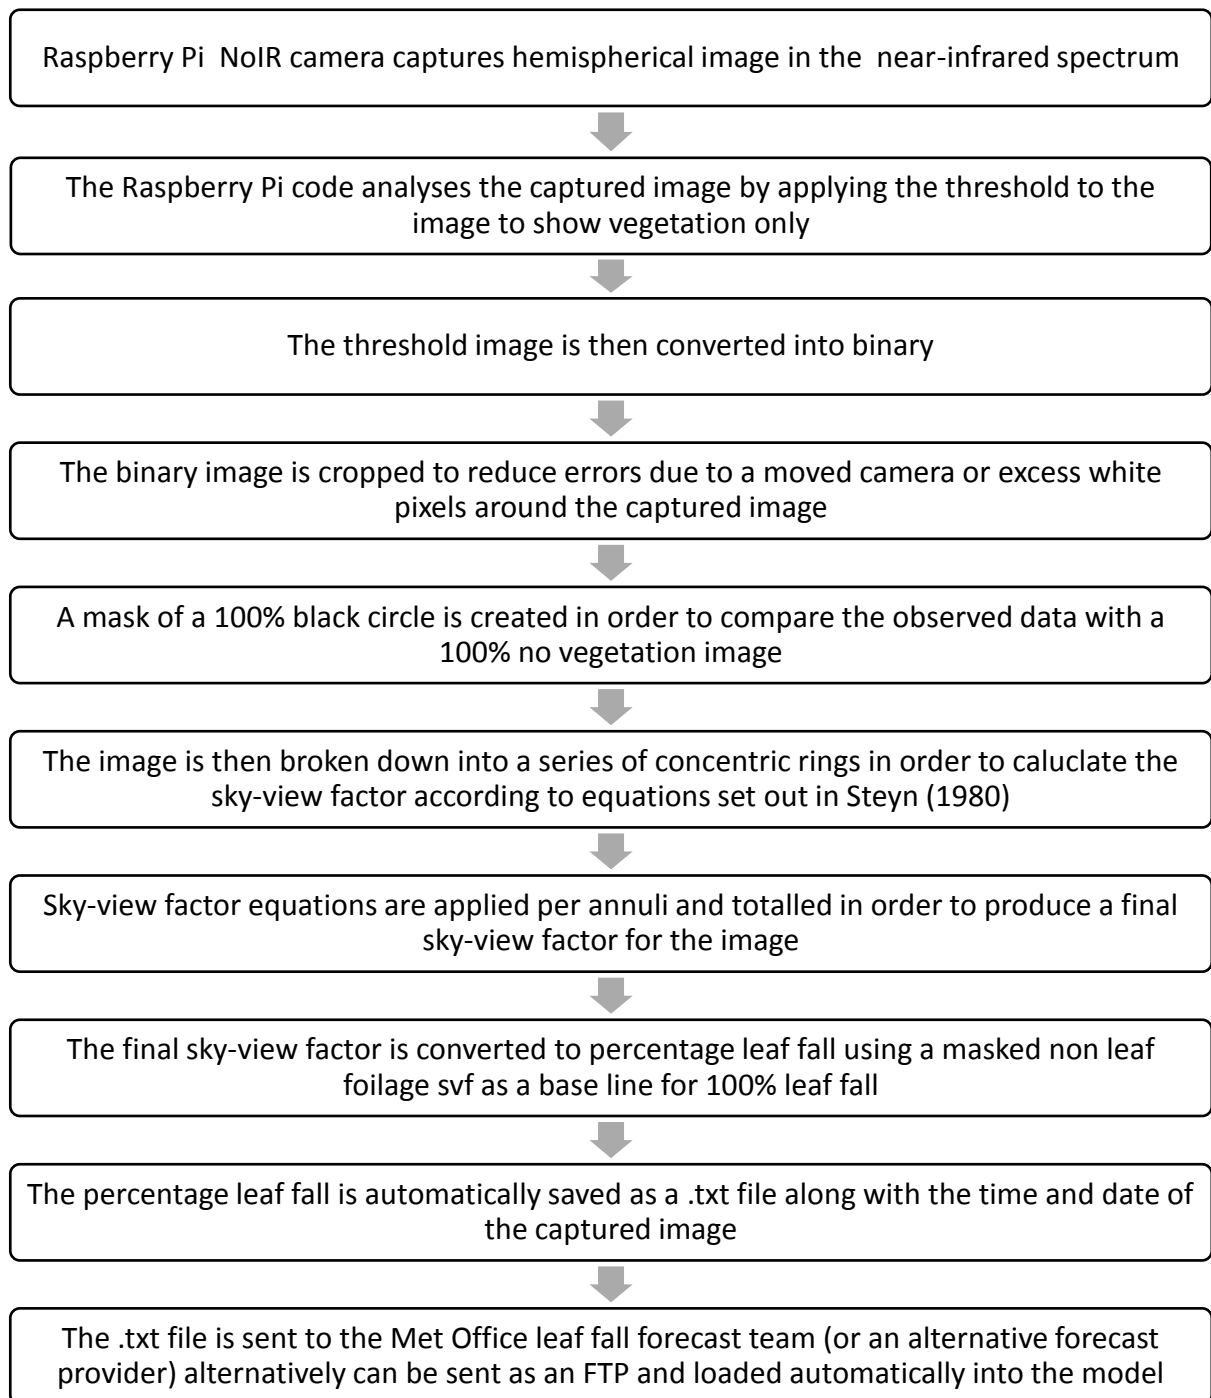 Raspberry Pi  NoIR camera captures hemispherical image in the  near-infrared spectrum
The Raspberry Pi code analyses the captured image by applying the threshold to the
image to show vegetation only
The threshold image is then converted into binary
The binary image is cropped to reduce errors due to a moved camera or excess white
pixels around the captured image
A mask of a 100% black circle is created in order to compare the observed data with a
100% no vegetation image
The image is then broken down into a series of concentric rings in order to caluclate the
sky-view factor according to equations set out in Steyn (1980)
Sky-view factor equations are applied per annuli and totalled in order to produce a final
sky-view factor for the image
The final sky-view factor is converted to percentage leaf fall using a masked non leaf
foilage svf as a base line for 100% leaf fall
The percentage leaf fall is automatically saved as a .txt file along with the time and date of
the captured image
The .txt file is sent to the Met Office leaf fall forecast team (or an alternative forecast
provider) alternatively can be sent as an FTP and loaded automatically into the model